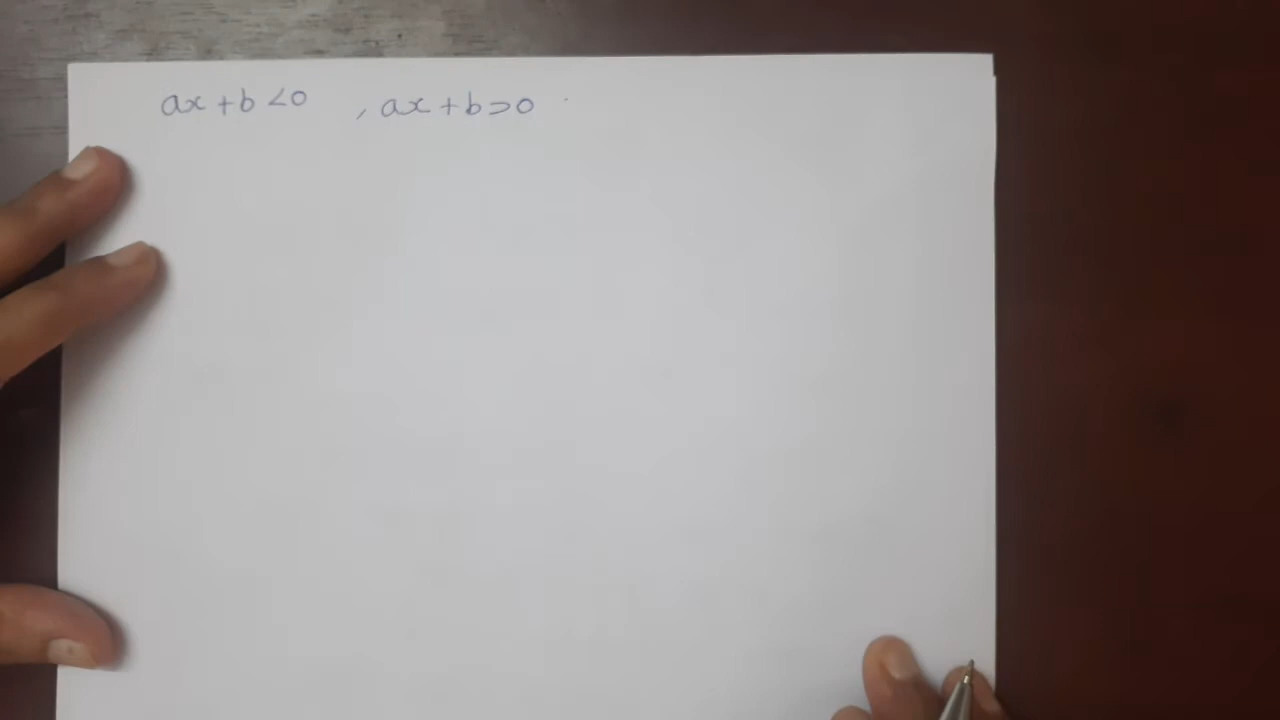 ax + b < 0 , ax + b > 0